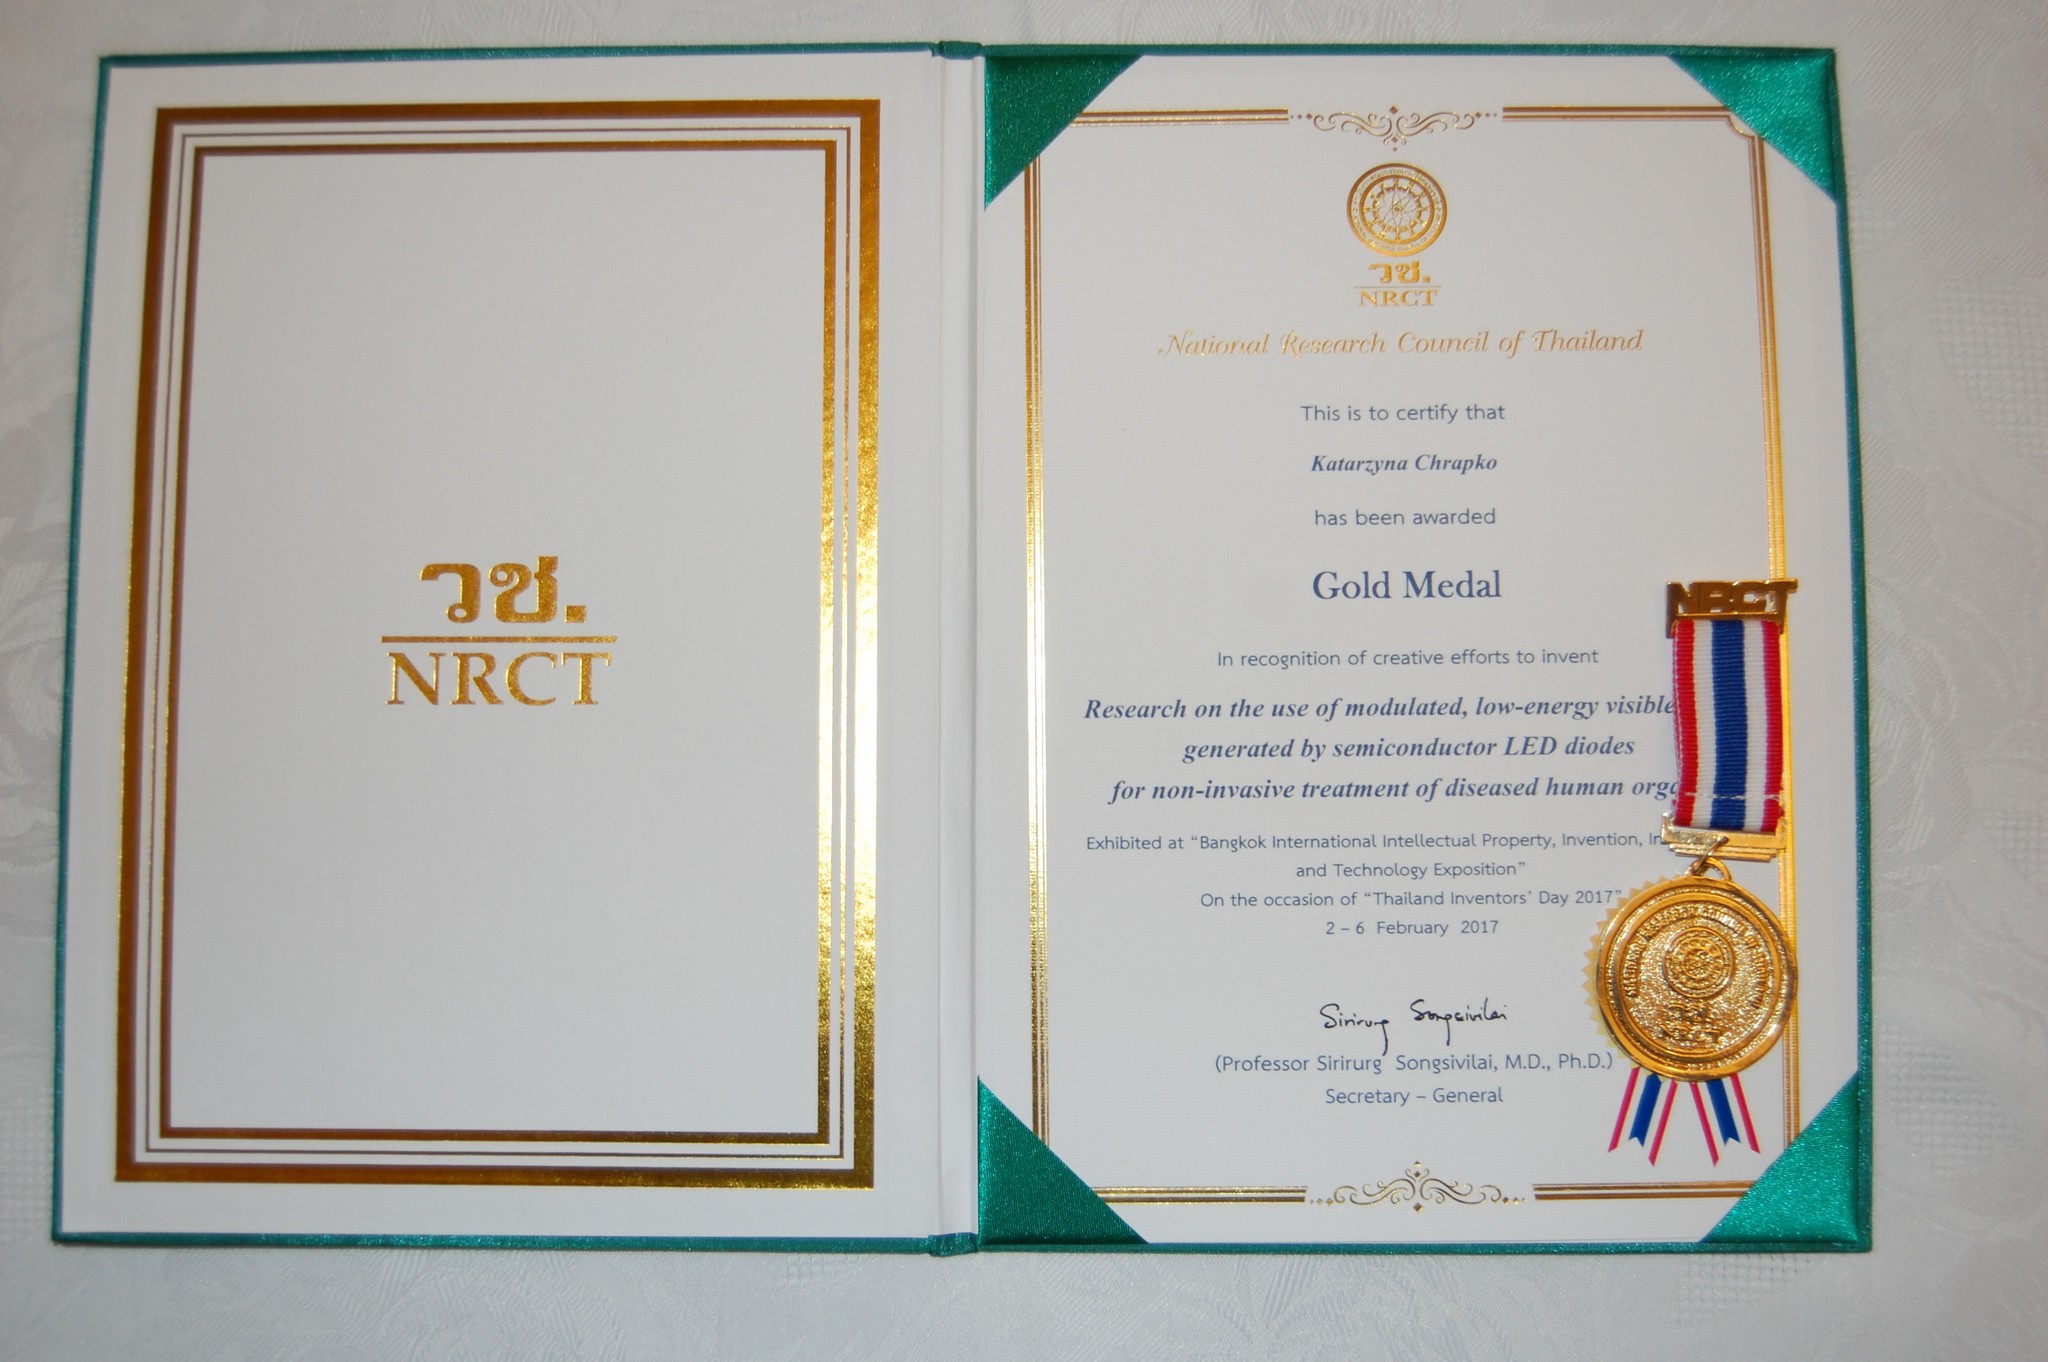 วช.
NRCT
วช.
NRCT
National Research Council of Thailand
This is to certify that
Katarzyna Chrapko
has been awarded
Gold Medal
In recognition of creative efforts to invent
Research on the use of modulated, low-energy visible
generated by semiconductor LED diodes
for non-invasive treatment of diseased human
Exhibited at “Bangkok International Intellectual Property, Invention,
and Technology Exposition”
On the occasion of “Thailand Inventors’ Day 2017”
2 – 6 February 2017
Sirirurg Songsivilai
(Professor Sirirurg Songsivilai, M.D., Ph.D.)
Secretary – General
NRCT